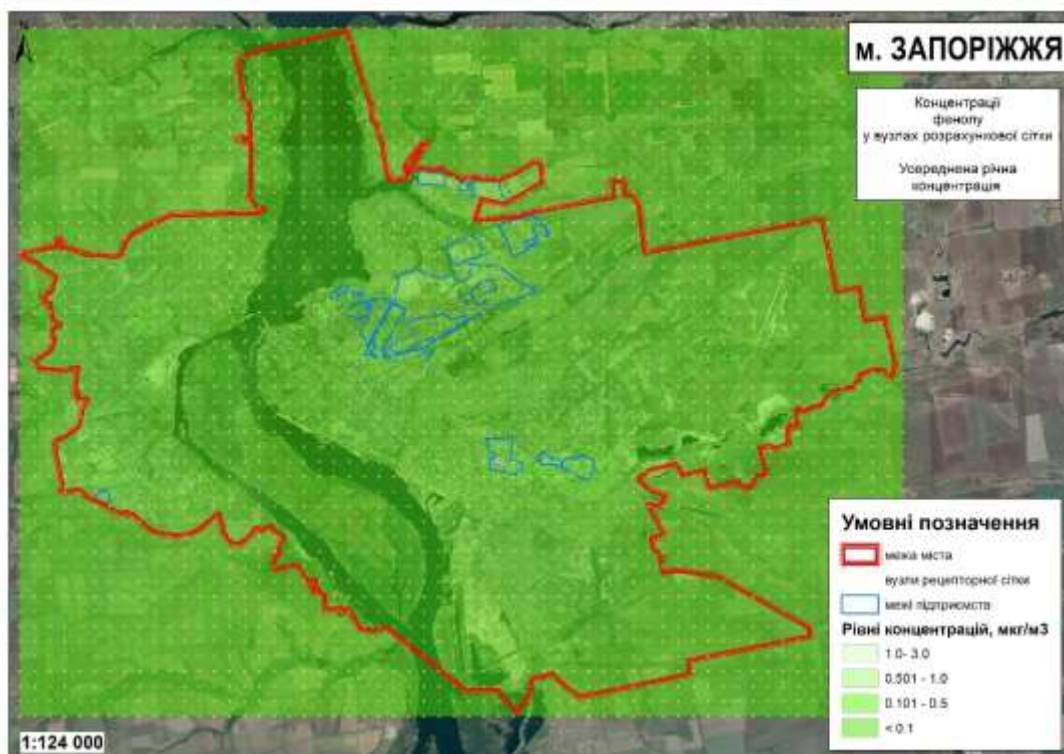 м. ЗАПОРІЖЖЯ
Концентрації
фенолу
у вузлах розрахункової сітки
Усереднена річна
концентрація
Умовні позначення
межа міста
вузли рецепторної сітки
межі підприємств
Рівні концентрацій, мкг/м3
1.0- 3.0
0.501 - 1.0
0.101 - 0.5
< 0.1
1:124 000